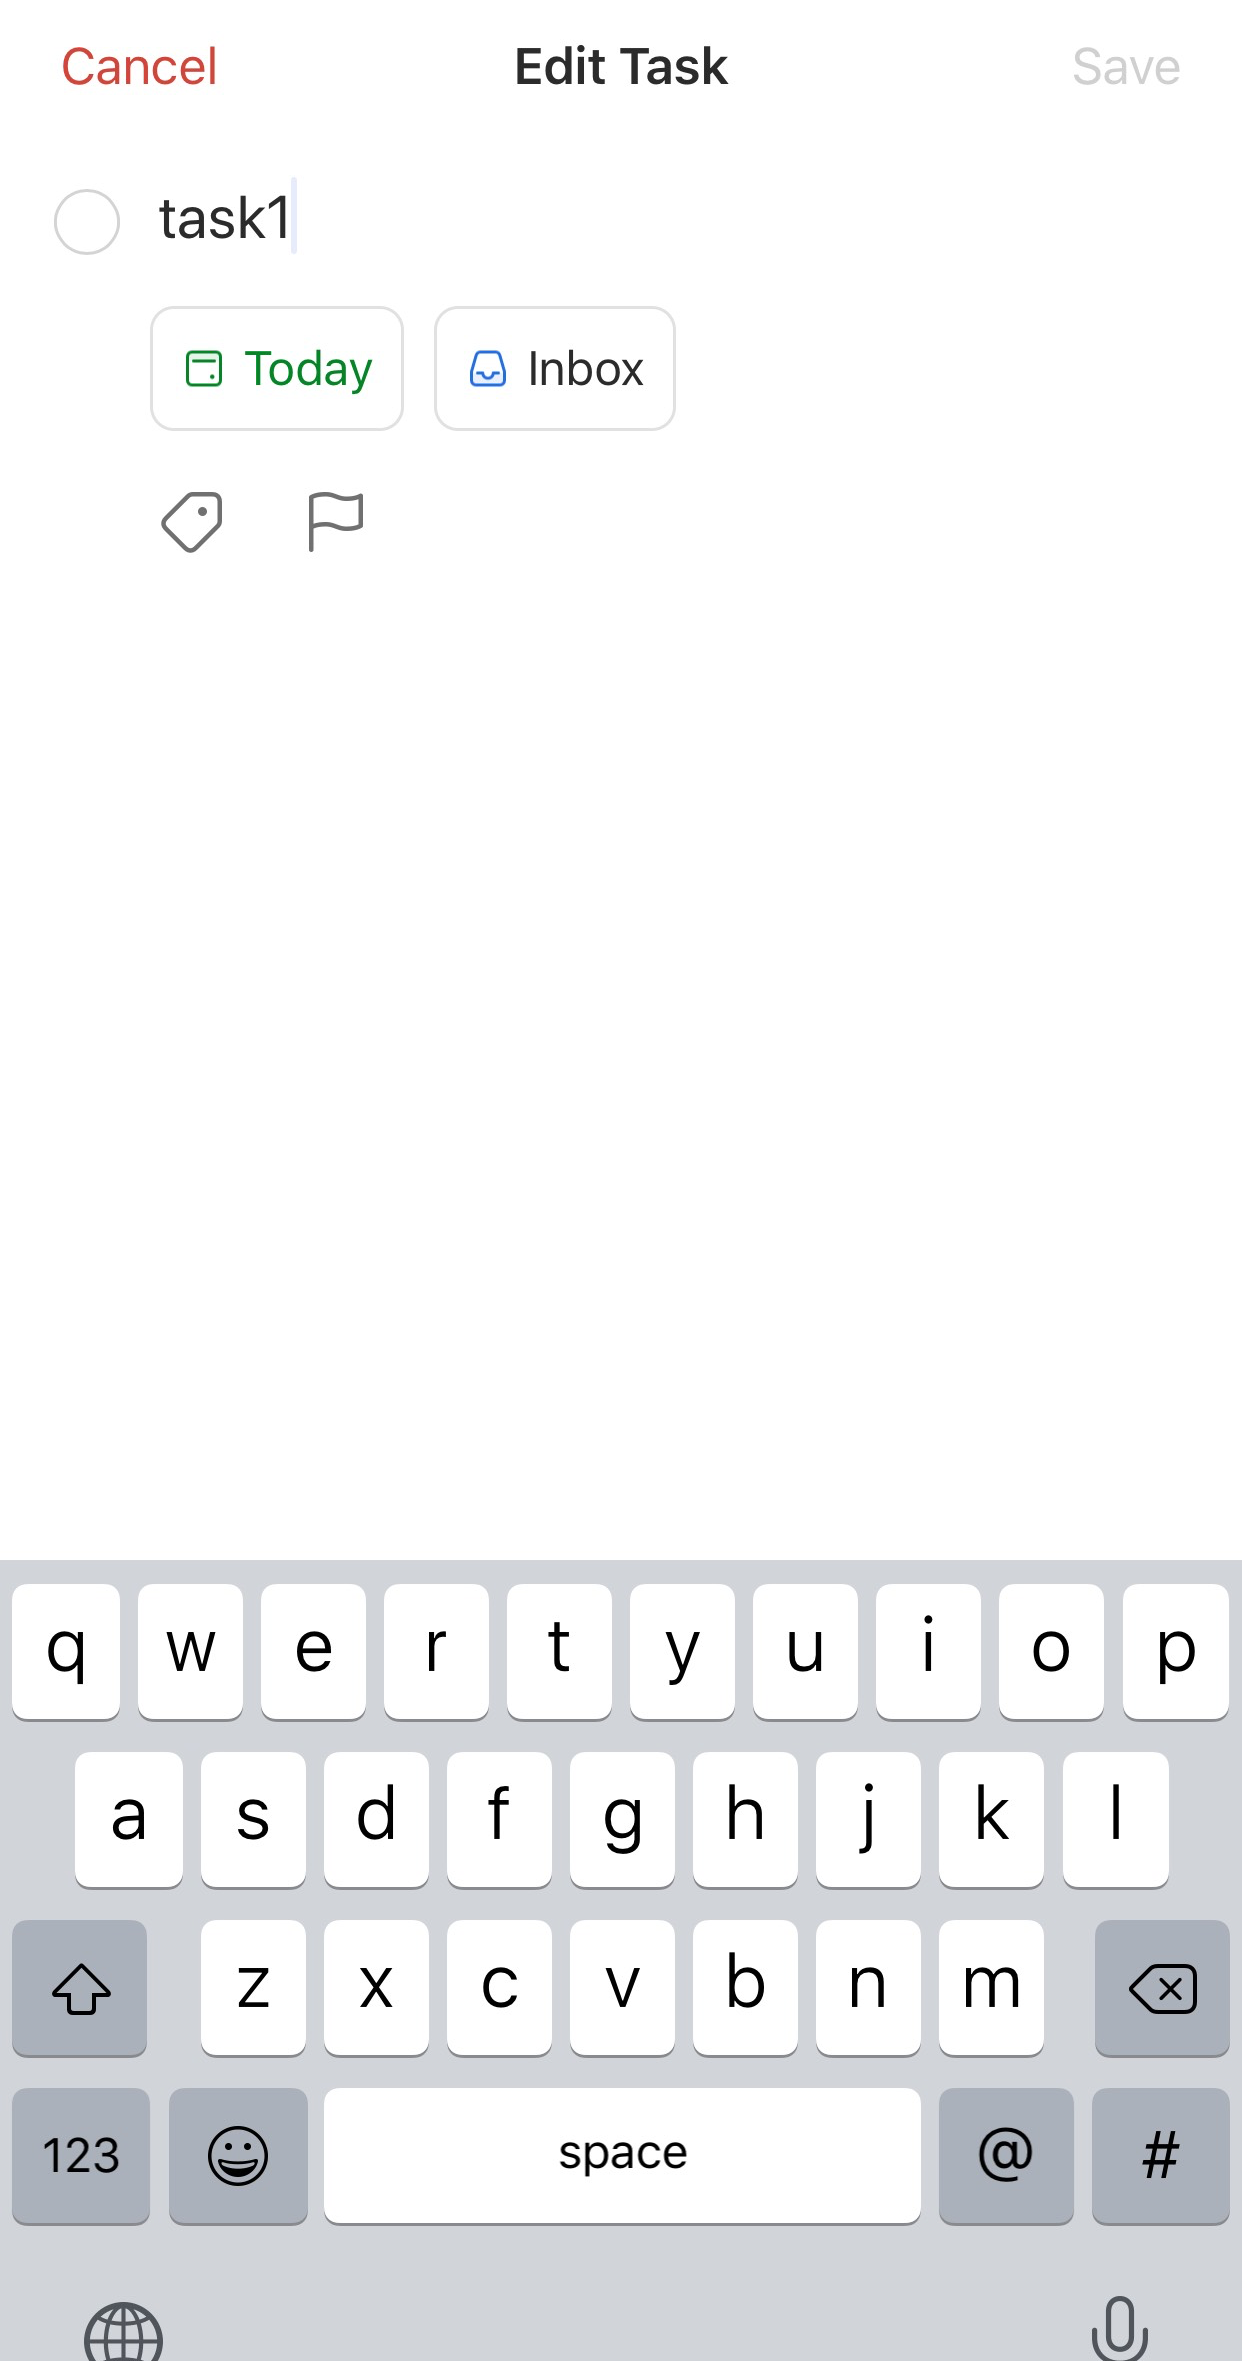 Cancel Edit Task Save
task1
Today Inbox
q w e r t y u i o p
a s d f g h j k l
z x c v b n m
123 space @ #